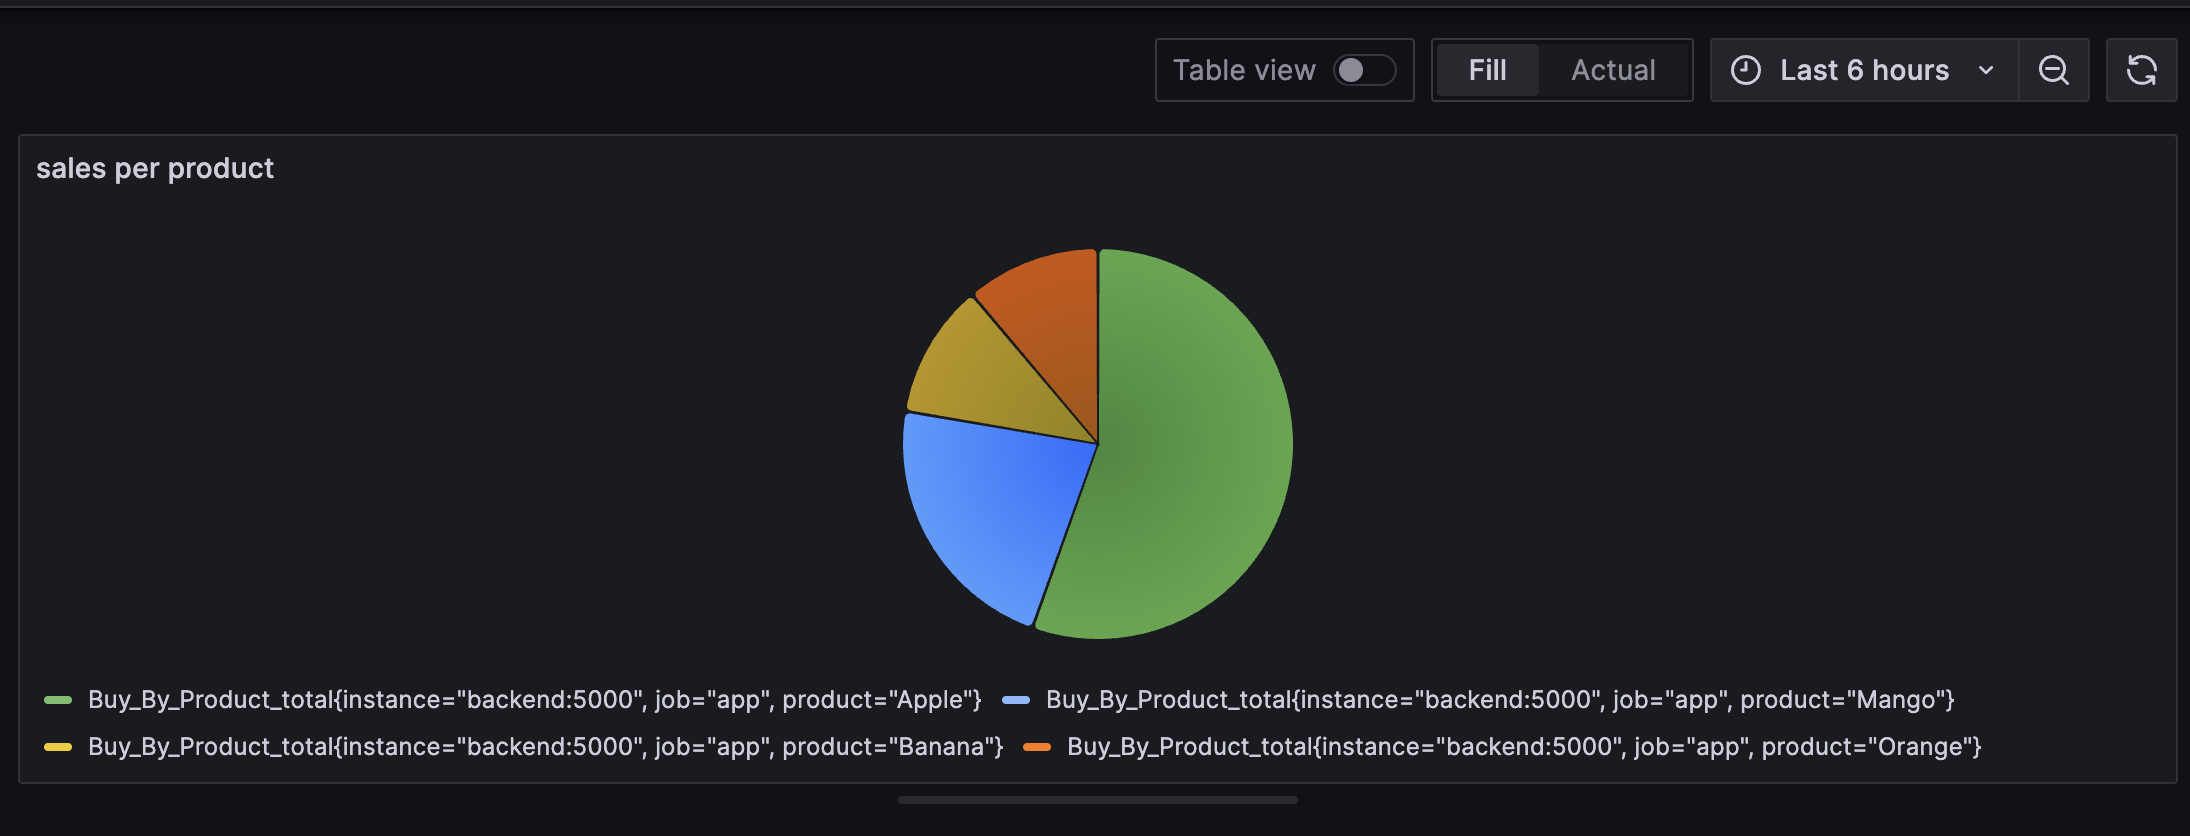 Table view Fill Actual Last 6 hours
sales per product
Buy_By_Product_total{instance="backend:5000", job="app", product="Apple"} Buy_By_Product_total{instance="backend:5000", job="app", product="Mango"}
Buy_By_Product_total{instance="backend:5000", job="app", product="Banana"} Buy_By_Product_total{instance="backend:5000", job="app", product="Orange"}